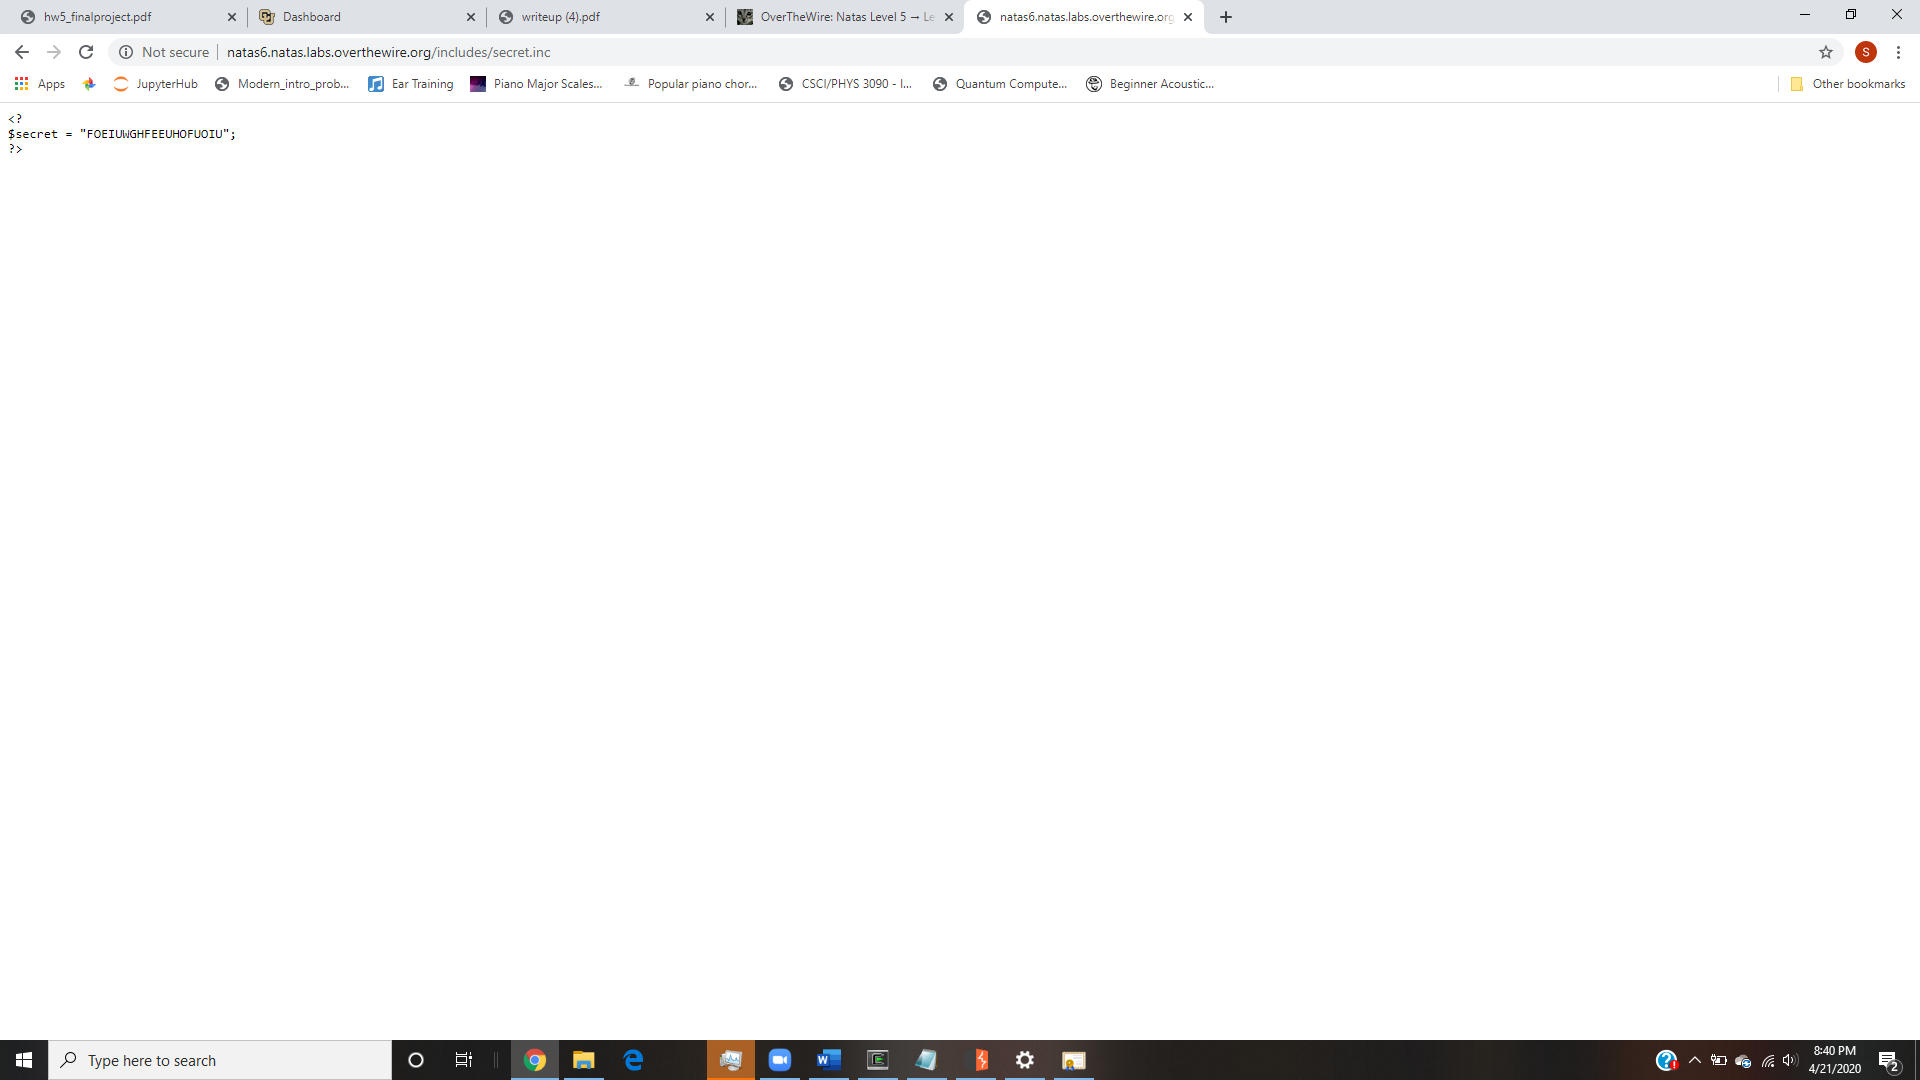 hw5_finalproject.pdf
Dashboard
writeup (4).pdf
OverTheWire: Natas Level 5 → Le
natas6.natas.labs.overthewire.org
Not secure
natas6.natas.labs.overthewire.org/includes/secret.inc
S
Apps
JupyterHub
Modern_intro_prob...
Ear Training
Piano Major Scales...
Popular piano chor...
CSCI/PHYS 3090 - I...
Quantum Compute...
Beginner Acoustic...
Other bookmarks
<?
$secret = "FOEIUWGHFEEUHOFUOIU";
?>
Type here to search
8:40 PM
4/21/2020
2